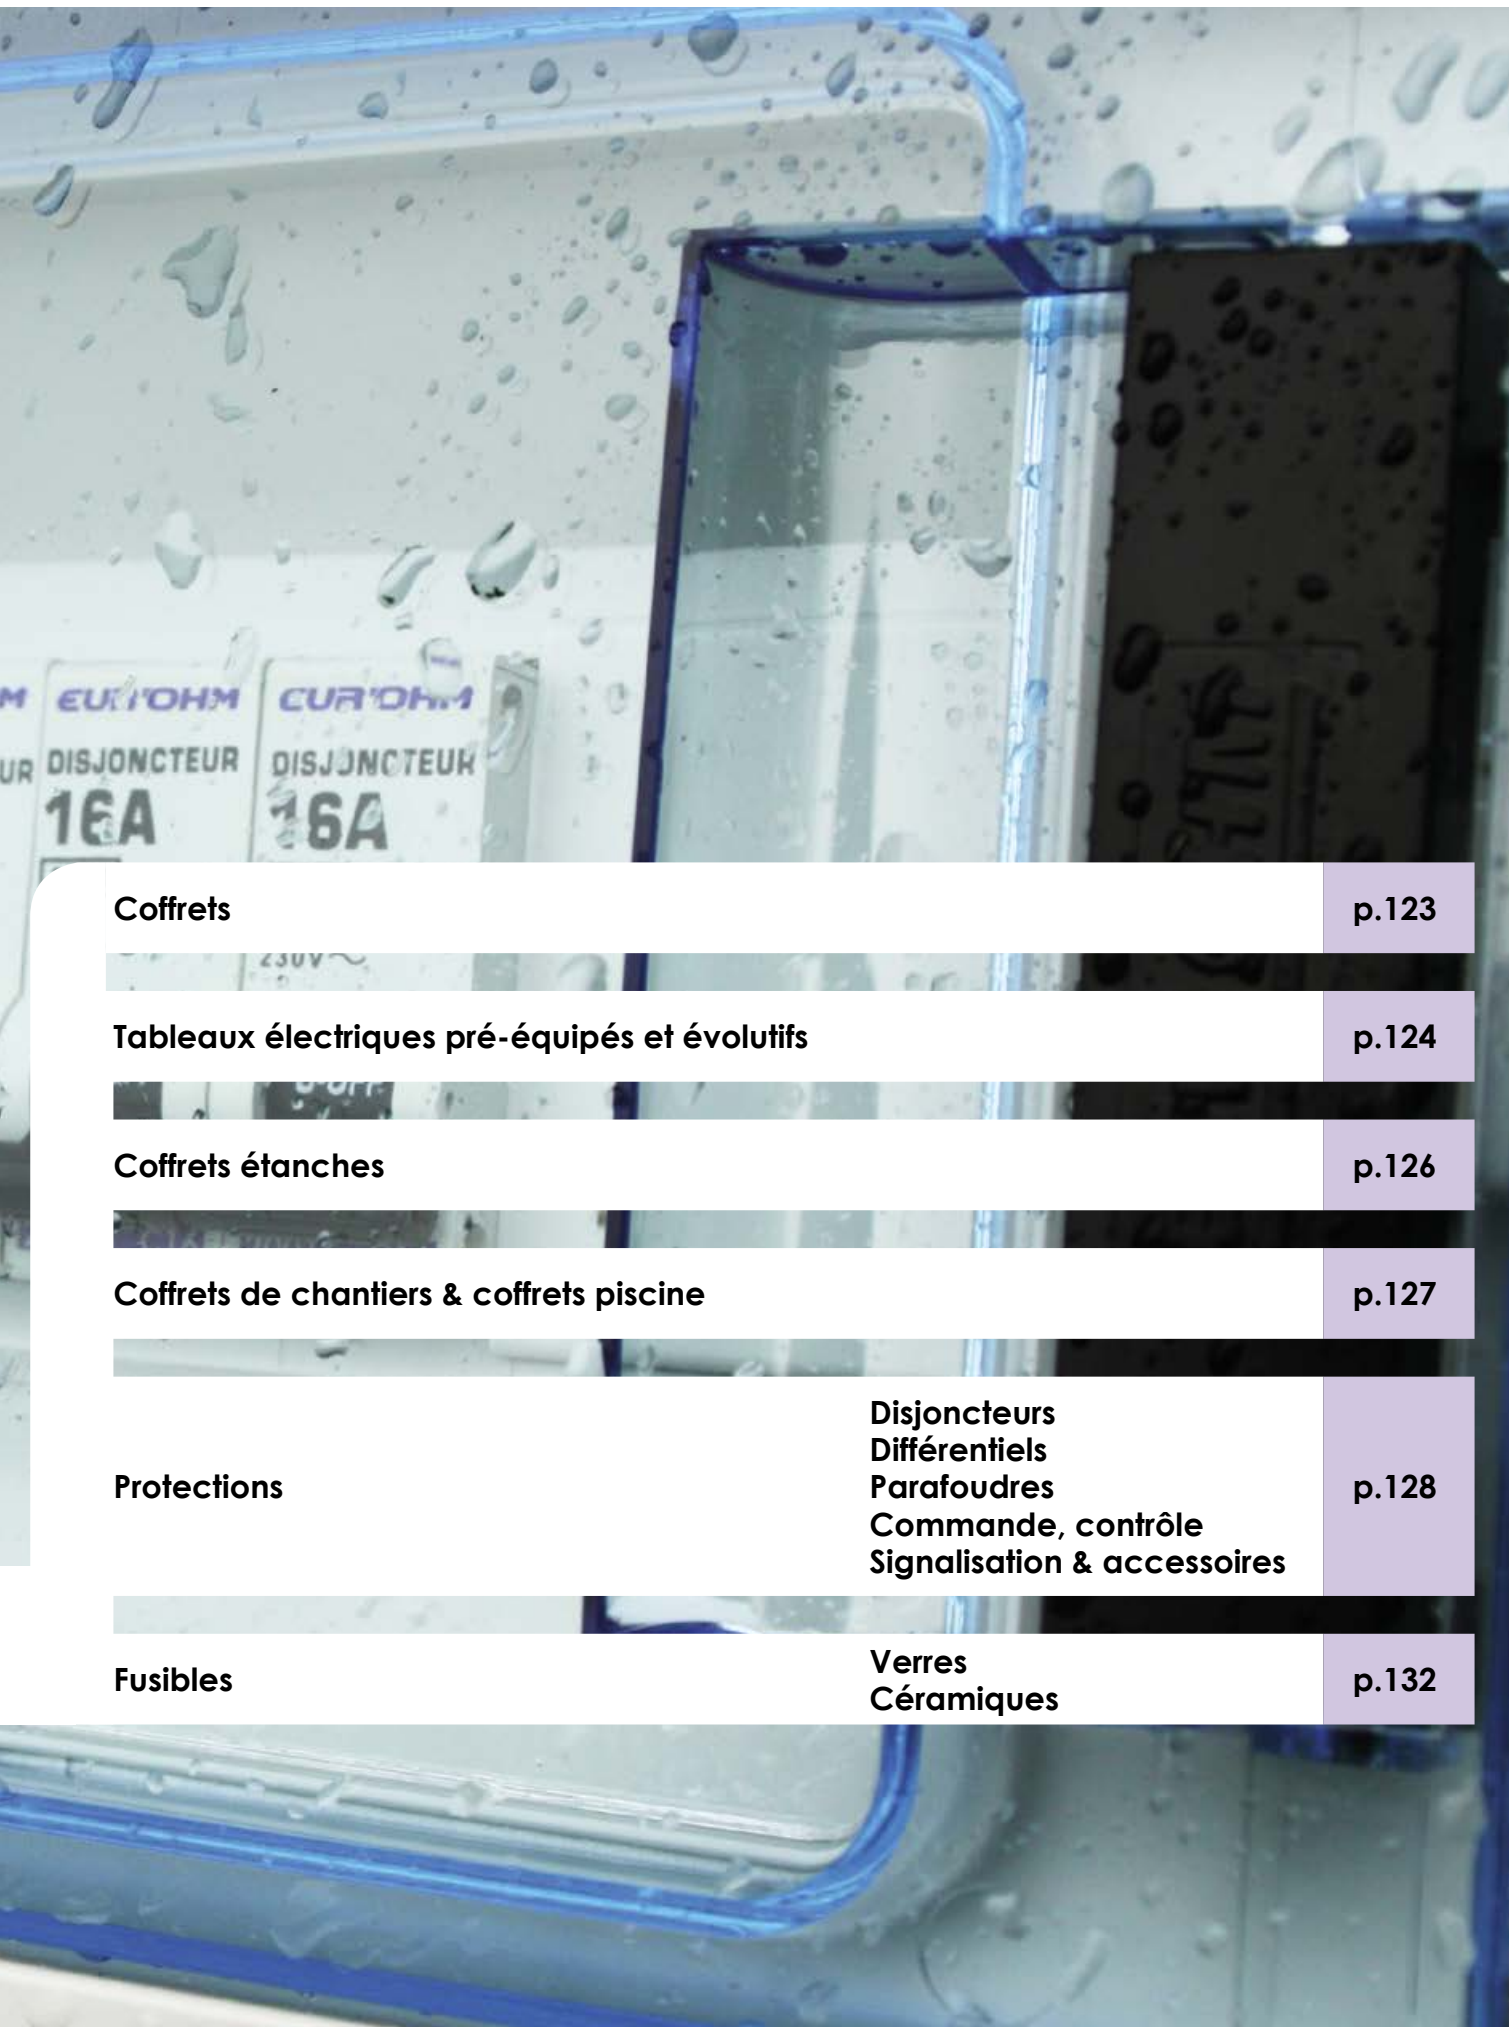 EUR'OHM
EUR'OHM
DISJONCTEUR
DISJONCTEUR
16A
16A
Coffrets
p.123
230V~
Tableaux électriques pré-équipés et évolutifs
p.124
O-OFF
Coffrets étanches
p.126
Coffrets de chantiers & coffrets piscine
p.127
Protections
Disjoncteurs
Différentiels
Parafoudres
Commande, contrôle
Signalisation & accessoires
p.128
Fusibles
Verres
Céramiques
p.132